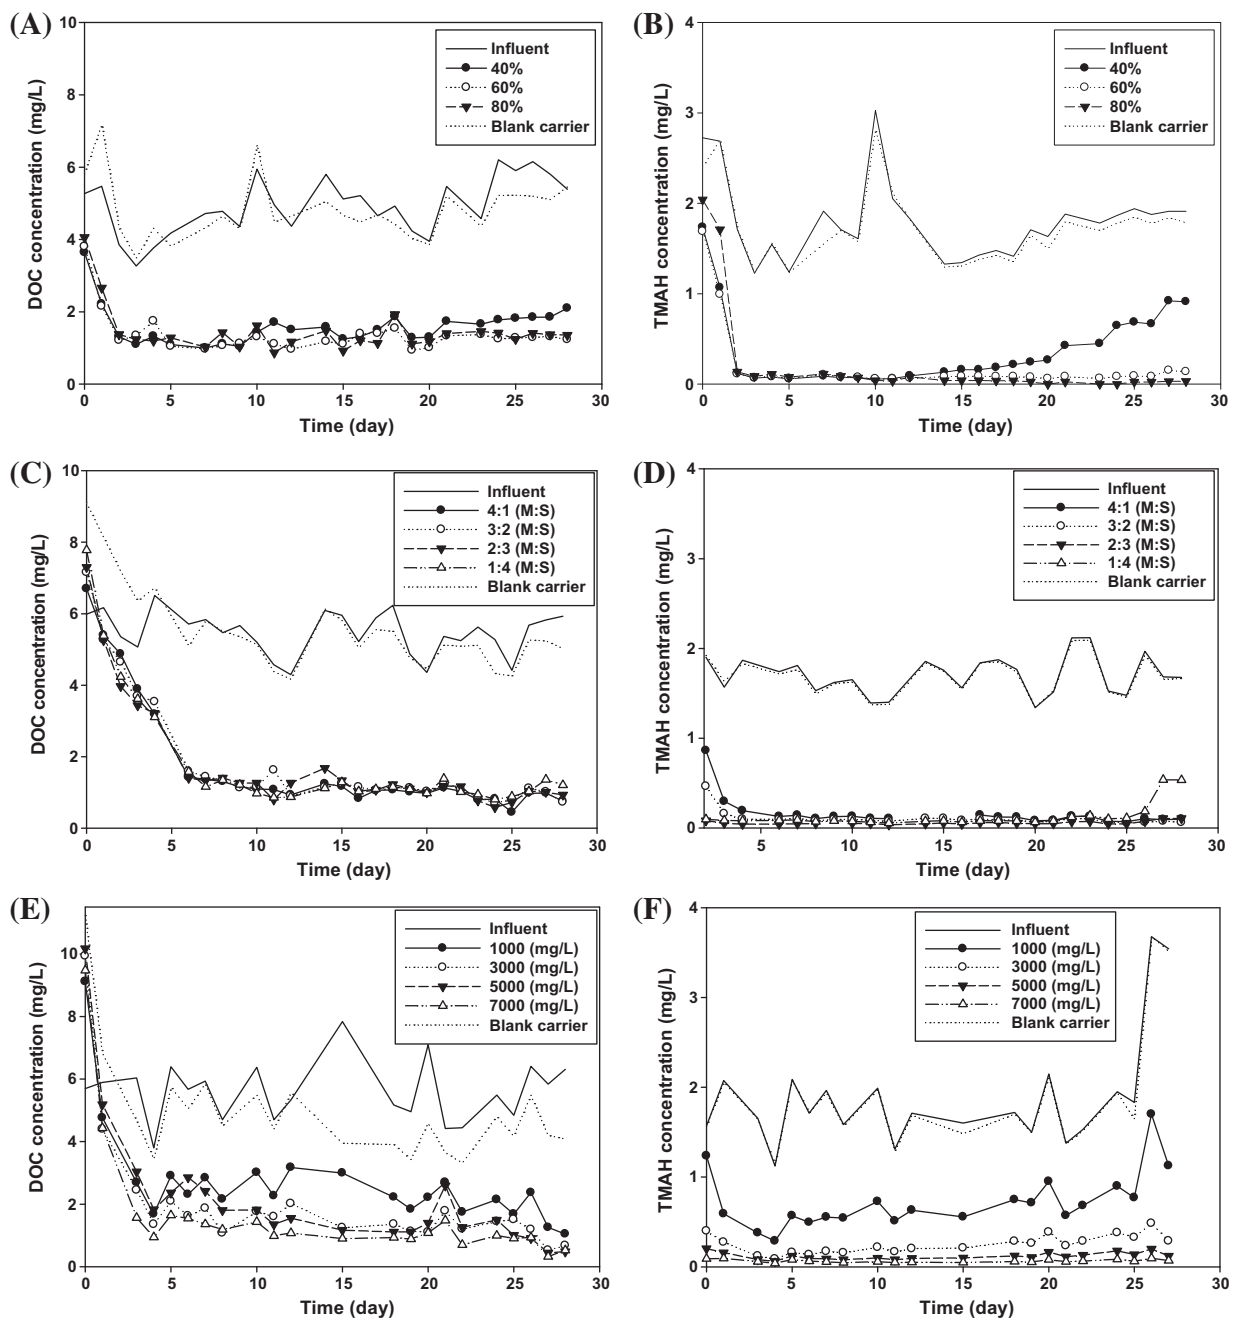 (A)
DOC concentration (mg/L)
10
8
6
4
2
0
0 5 10 15 20 25 30
Time (day)
Influent
40%
60%
80%
Blank carrier
(B)
TMAH concentration (mg/L)
4
3
2
1
0
0 5 10 15 20 25 30
Time (day)
Influent
40%
60%
80%
Blank carrier
(C)
DOC concentration (mg/L)
10
8
6
4
2
0
0 5 10 15 20 25 30
Time (day)
Influent
4:1 (M:S)
3:2 (M:S)
2:3 (M:S)
1:4 (M:S)
Blank carrier
(D)
TMAH concentration (mg/L)
4
3
2
1
0
5 10 15 20 25 30
Time (day)
Influent
4:1 (M:S)
3:2 (M:S)
2:3 (M:S)
1:4 (M:S)
Blank carrier
(E)
DOC concentration (mg/L)
10
8
6
4
2
0
0 5 10 15 20 25 30
Time (day)
Influent
1000 (mg/L)
3000 (mg/L)
5000 (mg/L)
7000 (mg/L)
Blank carrier
(F)
TMAH concentration (mg/L)
4
3
2
1
0
0 5 10 15 20 25 30
Time (day)
Influent
1000 (mg/L)
3000 (mg/L)
5000 (mg/L)
7000 (mg/L)
Blank carrier